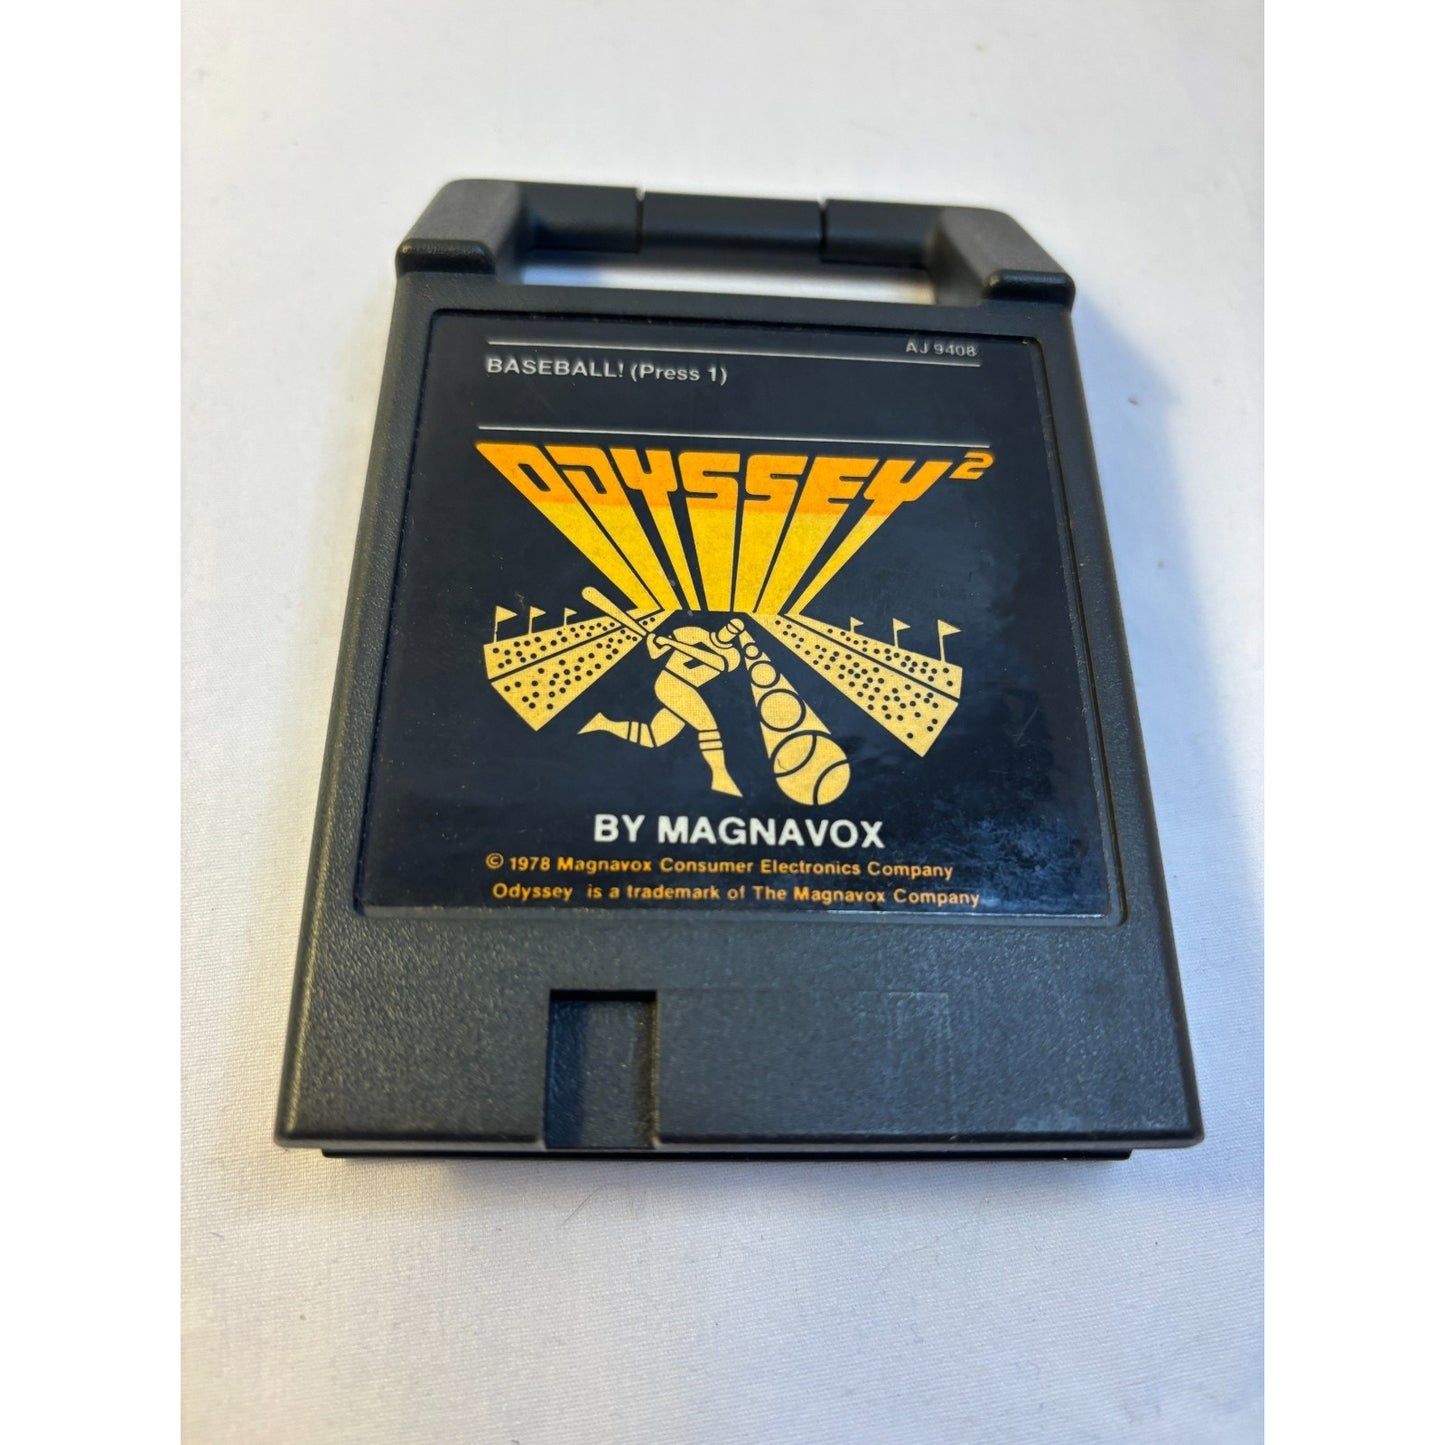 AJ 9408
BASEBALL! (Press 1)
ODYSSEY²
BY MAGNAVOX
© 1978 Magnavox Consumer Electronics Company
Odyssey is a trademark of The Magnavox Company